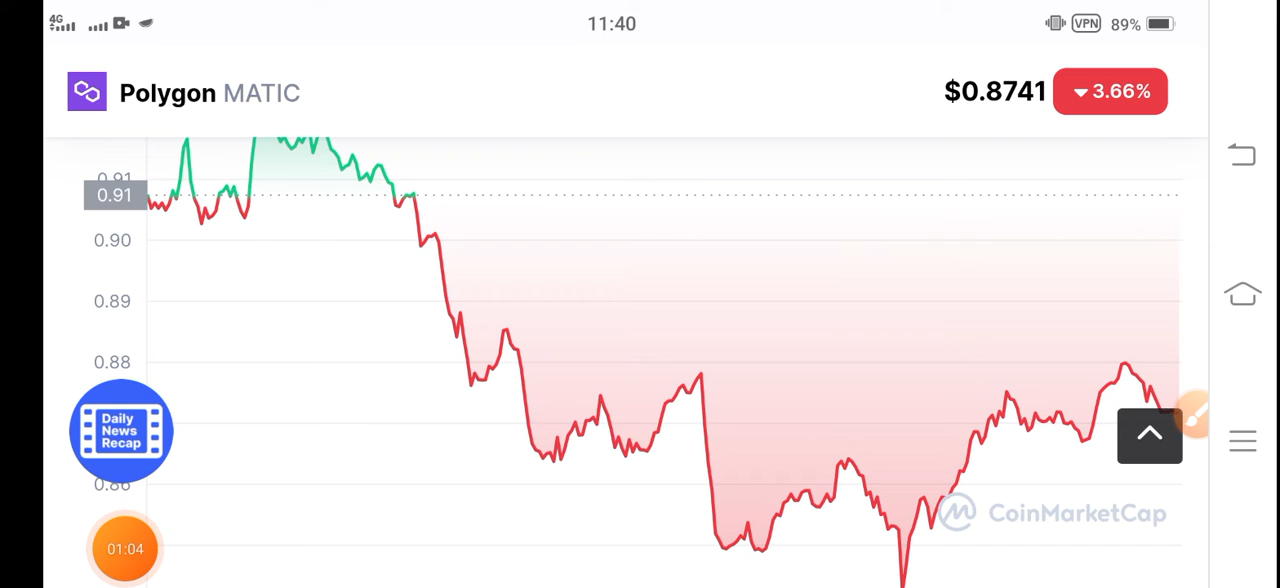 4G
11:40
VPN 89%
Polygon MATIC
$0.8741 3.66%
0.91
0.91
0.90
0.89
0.88
Daily
News
Recap
0.86
CoinMarketCap
01:04